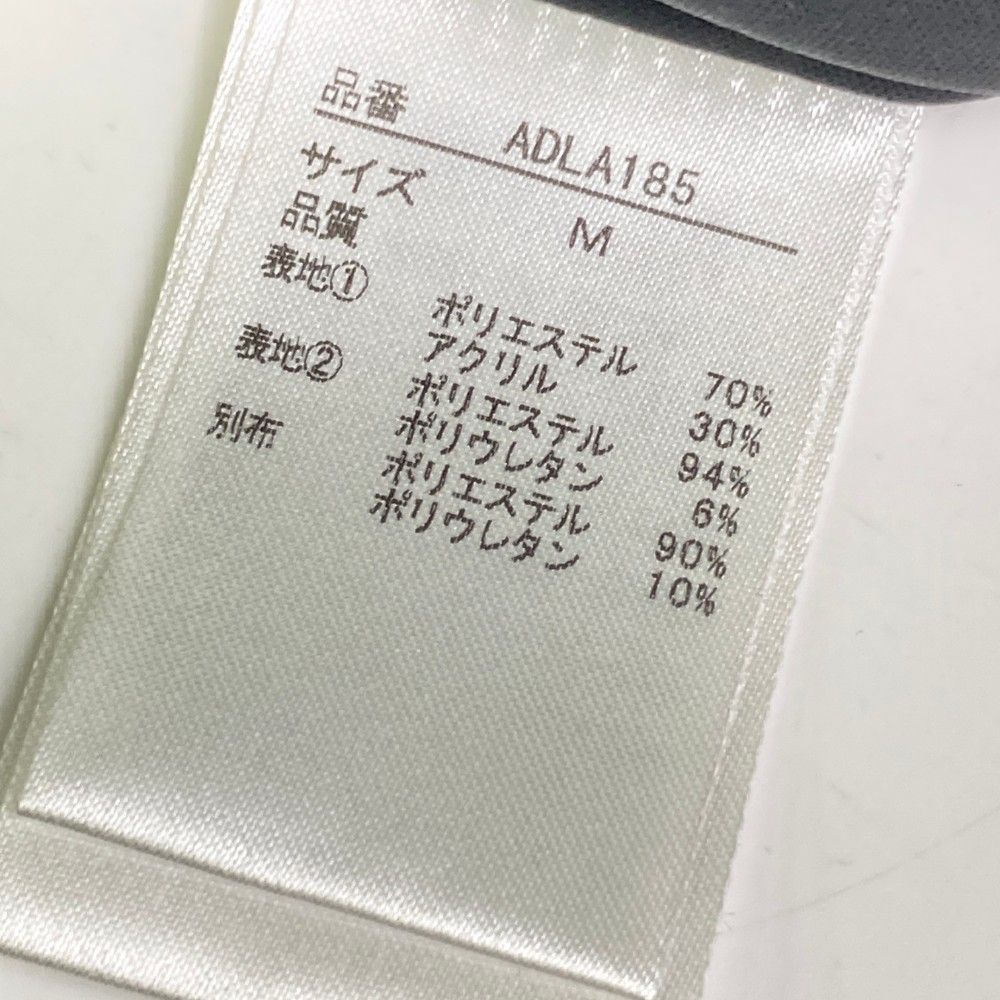 品番 ADLA185
サイズ M
品質
表地① ポリエステル 70%
アクリル 30%
表地② ポリエステル 94%
ポリウレタン 6%
別布 ポリエステル 90%
ポリウレタン 10%